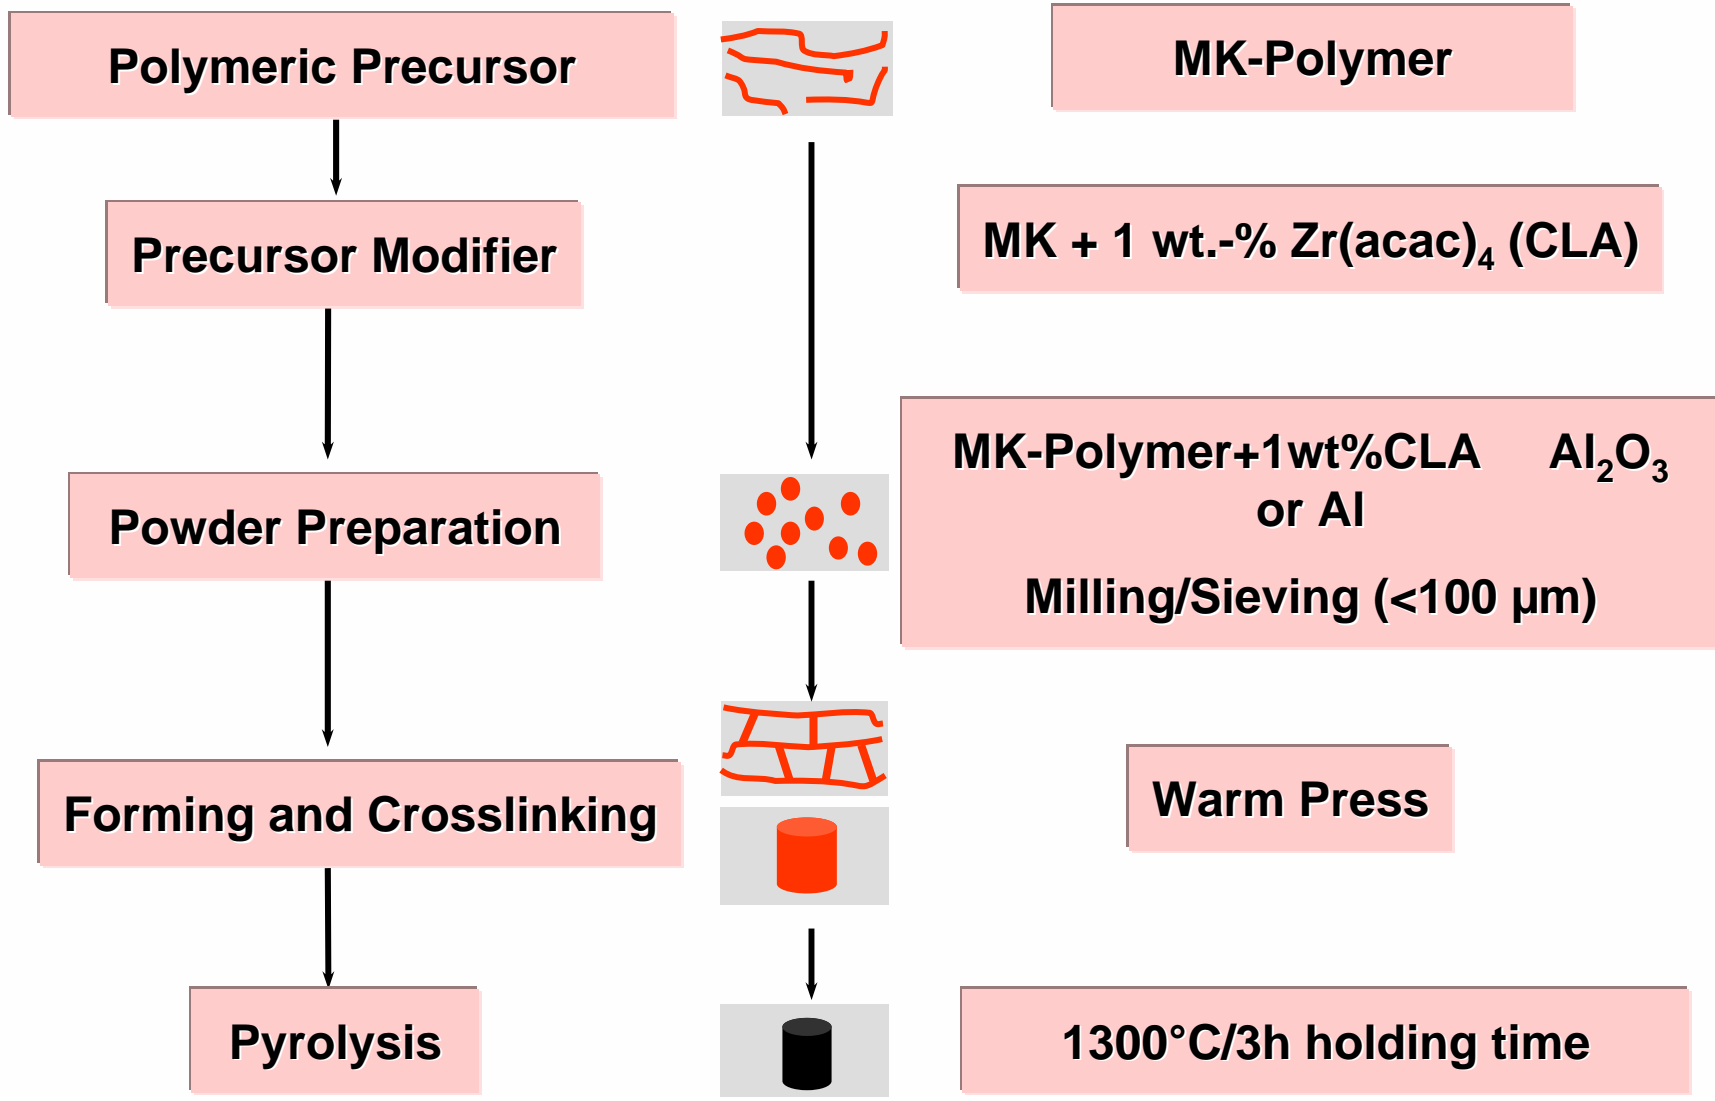 Polymeric Precursor
MK-Polymer
Precursor Modifier
MK + 1 wt.-% Zr(acac)₄ (CLA)
Powder Preparation
MK-Polymer+1wt%CLA Al₂O₃
or Al
Milling/Sieving (<100 µm)
Forming and Crosslinking
Warm Press
Pyrolysis
1300°C/3h holding time